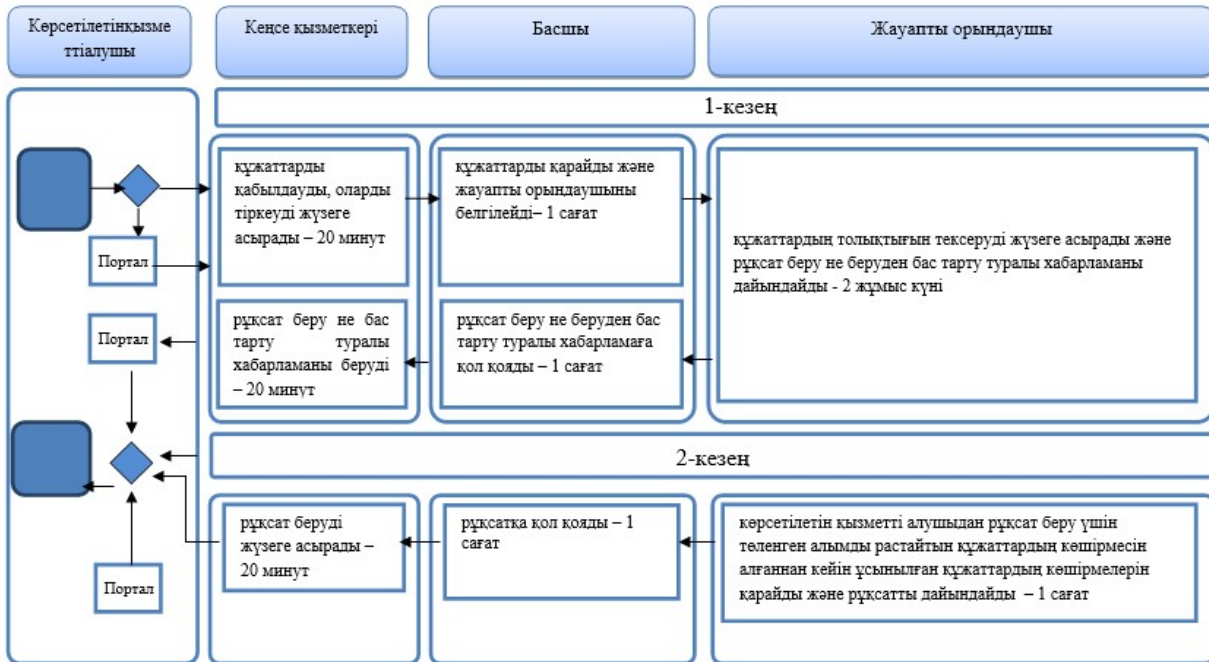 Көрсетілетінқызме
ттіалушы
Кеңсе қызметкері
Басшы
Жауапты орындаушы
1-кезең
құжаттарды
қабылдауды, оларды
тіркеуді жүзеге
асырады – 20 минут
құжаттарды қарайды және
жауапты орындаушыны
белгілейді– 1 сағат
құжаттардың толықтығын тексеруді жүзеге асырады және
рұқсат беру не беруден бас тарту туралы хабарламаны
дайындайды - 2 жұмыс күні
Портал
Портал
рұқсат беру не бас
тарту туралы
хабарламаны беруді
– 20 минут
рұқсат беру не беруден бас
тарту туралы хабарламаға
қол қояды – 1 сағат
2-кезең
рұқсат беруді
жүзеге асырады –
20 минут
рұқсатқа қол қояды – 1
сағат
көрсетілетін қызметті алушыдан рұқсат беру үшін
төленген алымды растайтын құжаттардың көшірмесін
алғаннан кейін ұсынылған құжаттардың көшірмелерін
қарайды және рұқсатты дайындайды – 1 сағат
Портал